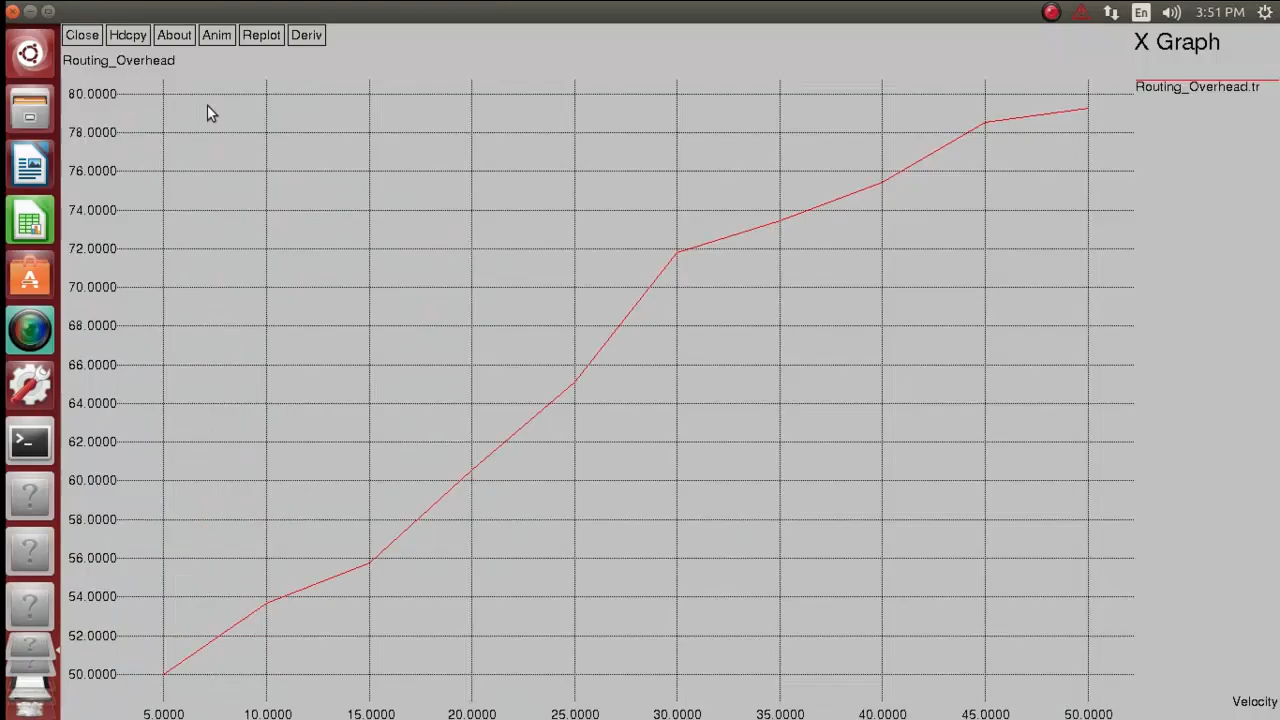 En 3:51 PM
Close Hdcpy About Anim Replot Deriv
X Graph
Routing_Overhead
Routing_Overhead.tr
80.0000
78.0000
76.0000
74.0000
72.0000
70.0000
68.0000
66.0000
64.0000
62.0000
60.0000
58.0000
56.0000
54.0000
52.0000
50.0000
Velocity
5.0000 10.0000 15.0000 20.0000 25.0000 30.0000 35.0000 40.0000 45.0000 50.0000